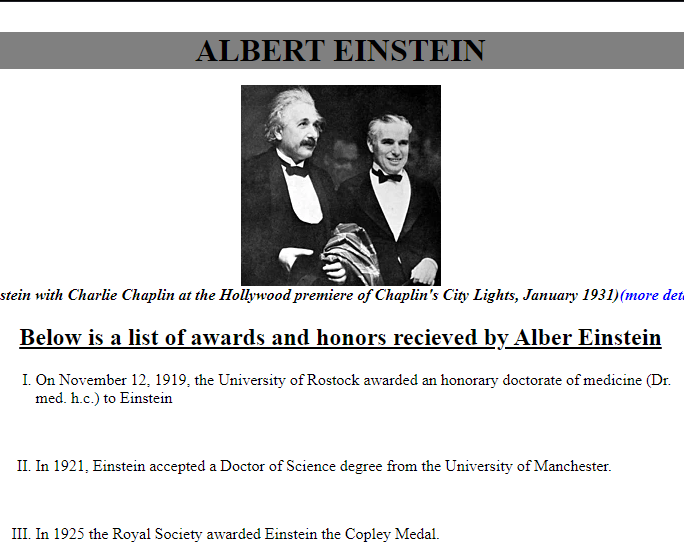 ALBERT EINSTEIN
stein with Charlie Chaplin at the Hollywood premiere of Chaplin's City Lights, January 1931)(more deta
Below is a list of awards and honors recieved by Alber Einstein
I. On November 12, 1919, the University of Rostock awarded an honorary doctorate of medicine (Dr.
med. h.c.) to Einstein
II. In 1921, Einstein accepted a Doctor of Science degree from the University of Manchester.
III. In 1925 the Royal Society awarded Einstein the Copley Medal.